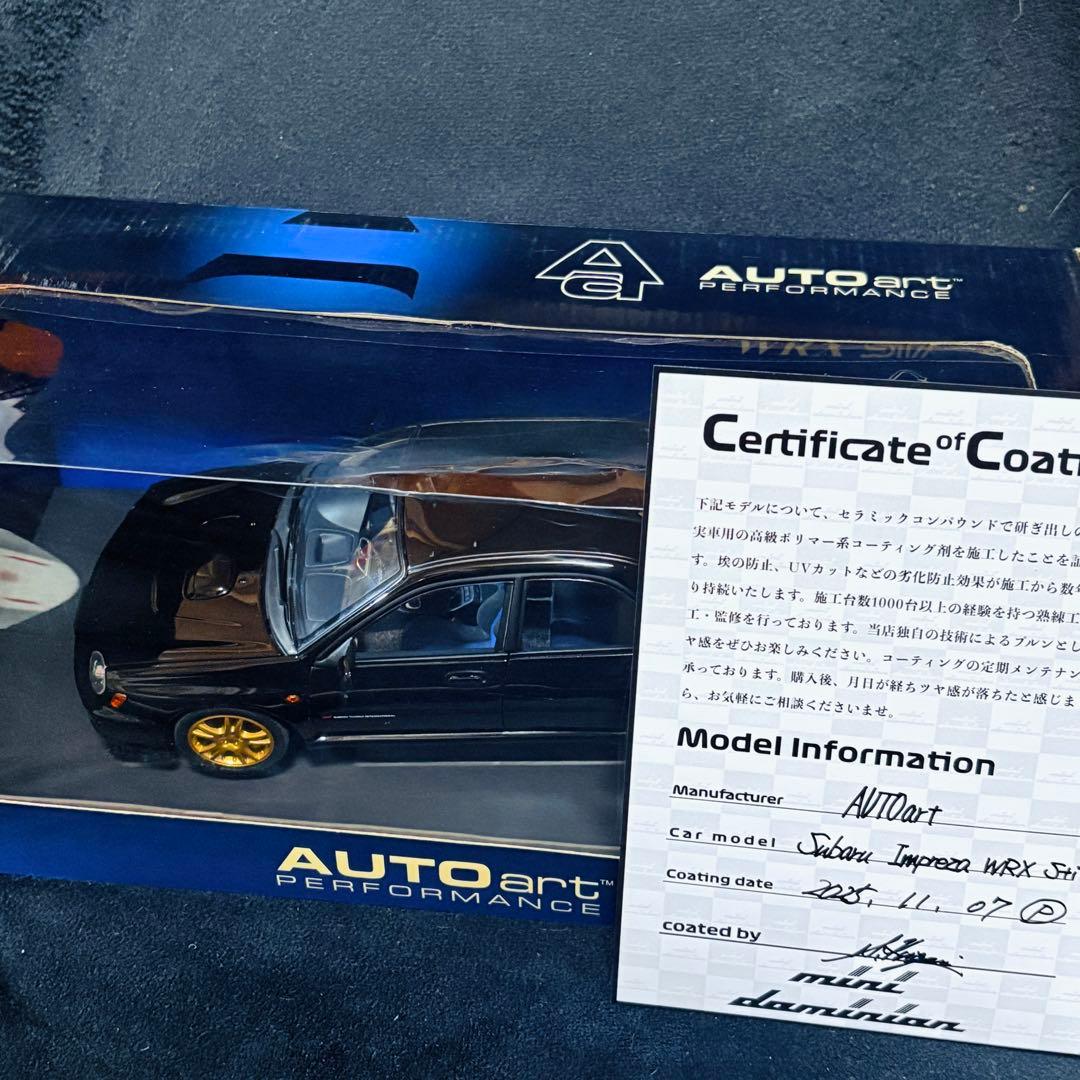 AUTOart™
PERFORMANCE
WRX STi
Certificate of Coati
下記モデルについて、セラミックコンパウンドで研ぎ出しの
実車用の高級ポリマー系コーティング剤を施工したことを証
す。埃の防止、UVカットなどの劣化防止効果が施工から数年
り持続いたします。施工台数1000台以上の経験を持つ熟練工
工・監修を行っております。当店独自の技術によるプルンとし
ヤ感をぜひお楽しみください。コーティングの定期メンテナン
承っております。購入後、月日が経ちツヤ感が落ちたと感じま
ら、お気軽にご相談くださいませ。
Model Information
Manufacturer AUTOart
Car model Subaru Impreza WRX Sti
Coating date 2025. 11. 07 Ⓟ
coated by
mini
daminian
AUTOart™
PERFORMANCE